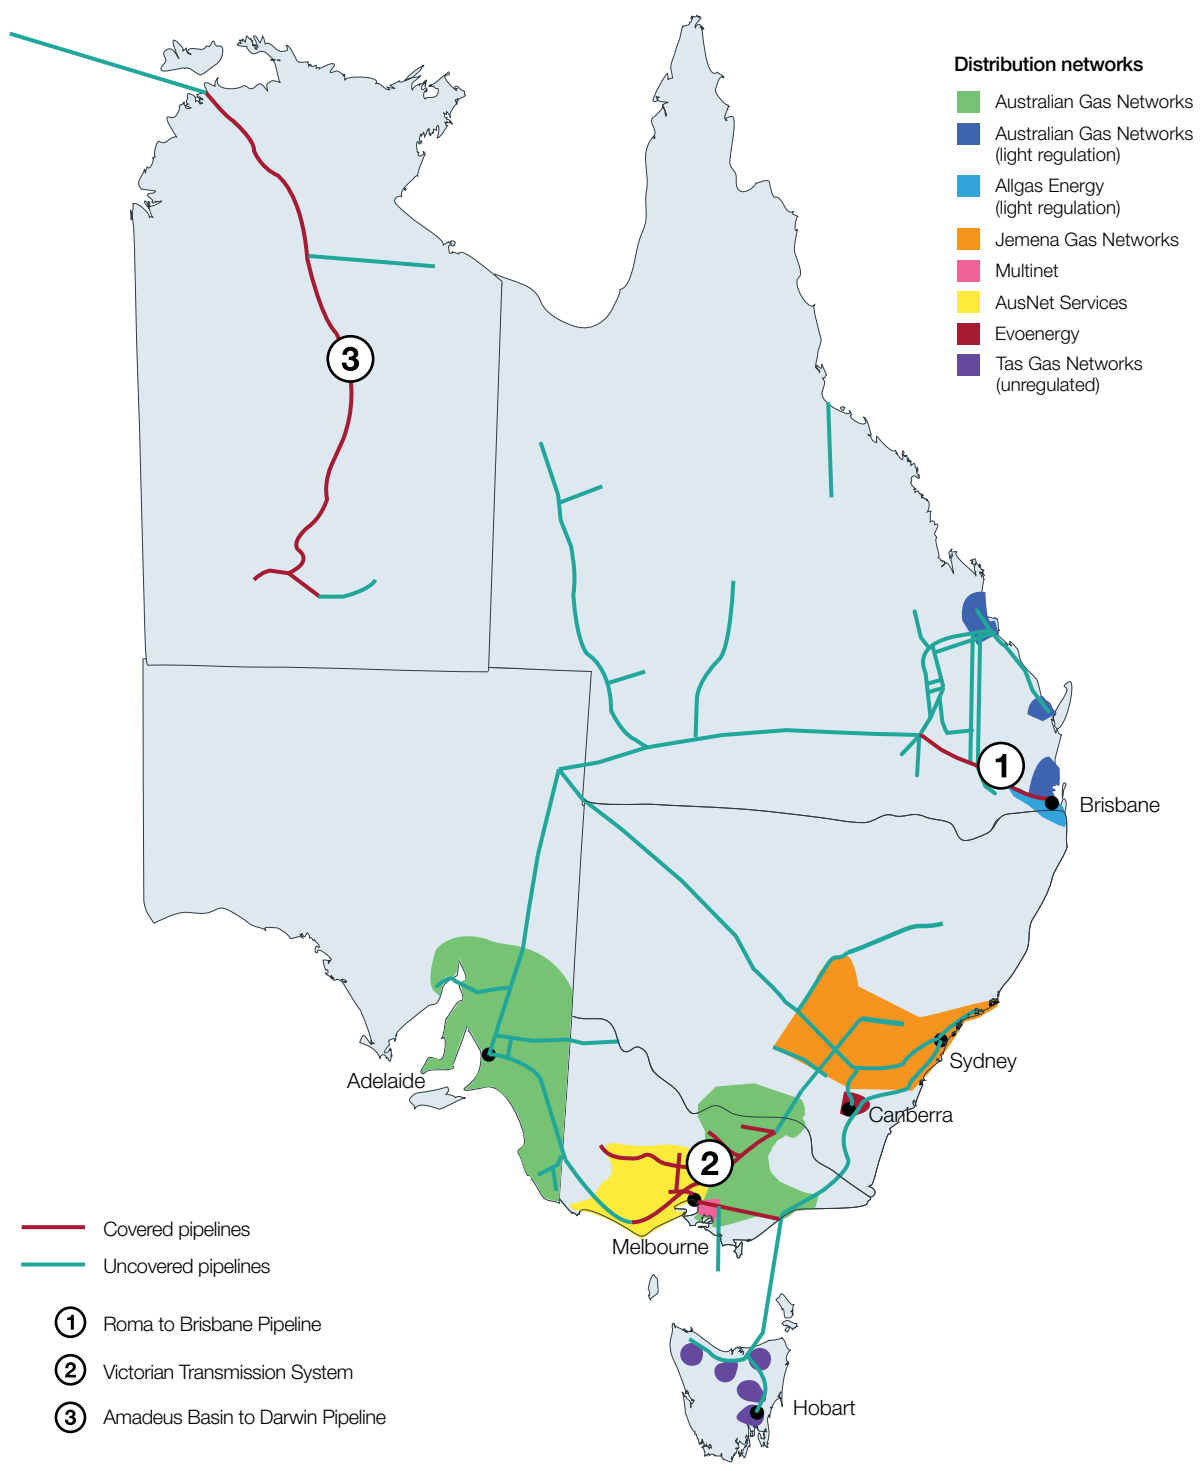 Distribution networks
Australian Gas Networks
Australian Gas Networks
(light regulation)
Allgas Energy
(light regulation)
Jemena Gas Networks
Multinet
AusNet Services
Evoenergy
Tas Gas Networks
(unregulated)
3
1
Brisbane
Sydney
Adelaide
Canberra
2
Melbourne
Hobart
Covered pipelines
Uncovered pipelines
1 Roma to Brisbane Pipeline
2 Victorian Transmission System
3 Amadeus Basin to Darwin Pipeline